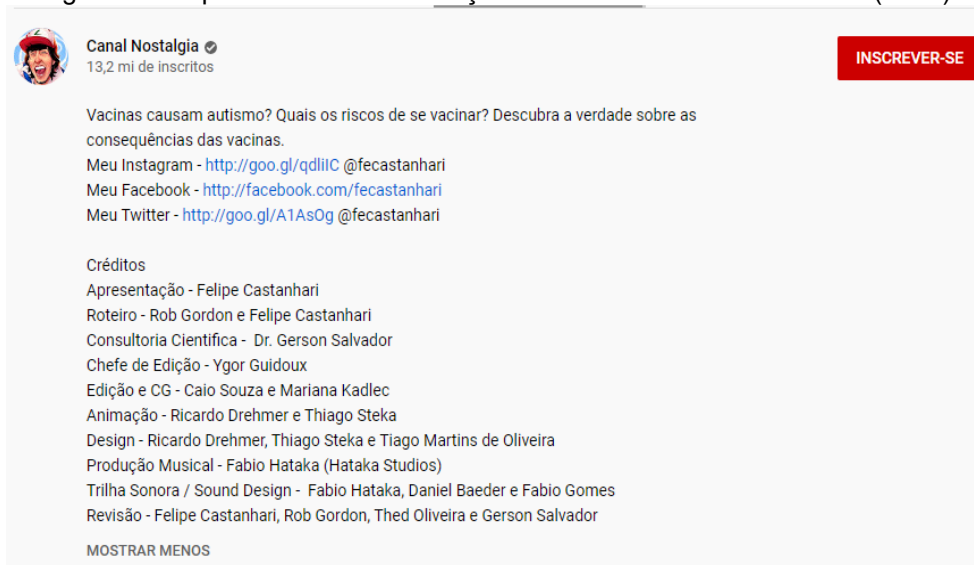 Canal Nostalgia
13,2 mi de inscritos
INSCREVER-SE
Vacinas causam autismo? Quais os riscos de se vacinar? Descubra a verdade sobre as
consequências das vacinas.
Meu Instagram - http://goo.gl/qdliIC @fecastanhari
Meu Facebook - http://facebook.com/fecastanhari
Meu Twitter - http://goo.gl/A1AsOg @fecastanhari
Créditos
Apresentação - Felipe Castanhari
Roteiro - Rob Gordon e Felipe Castanhari
Consultoria Cientifica - Dr. Gerson Salvador
Chefe de Edição - Ygor Guidoux
Edição e CG - Caio Souza e Mariana Kadlec
Animação - Ricardo Drehmer e Thiago Steka
Design - Ricardo Drehmer, Thiago Steka e Tiago Martins de Oliveira
Produção Musical - Fabio Hataka (Hataka Studios)
Trilha Sonora / Sound Design - Fabio Hataka, Daniel Baeder e Fabio Gomes
Revisão - Felipe Castanhari, Rob Gordon, Thed Oliveira e Gerson Salvador
MOSTRAR MENOS